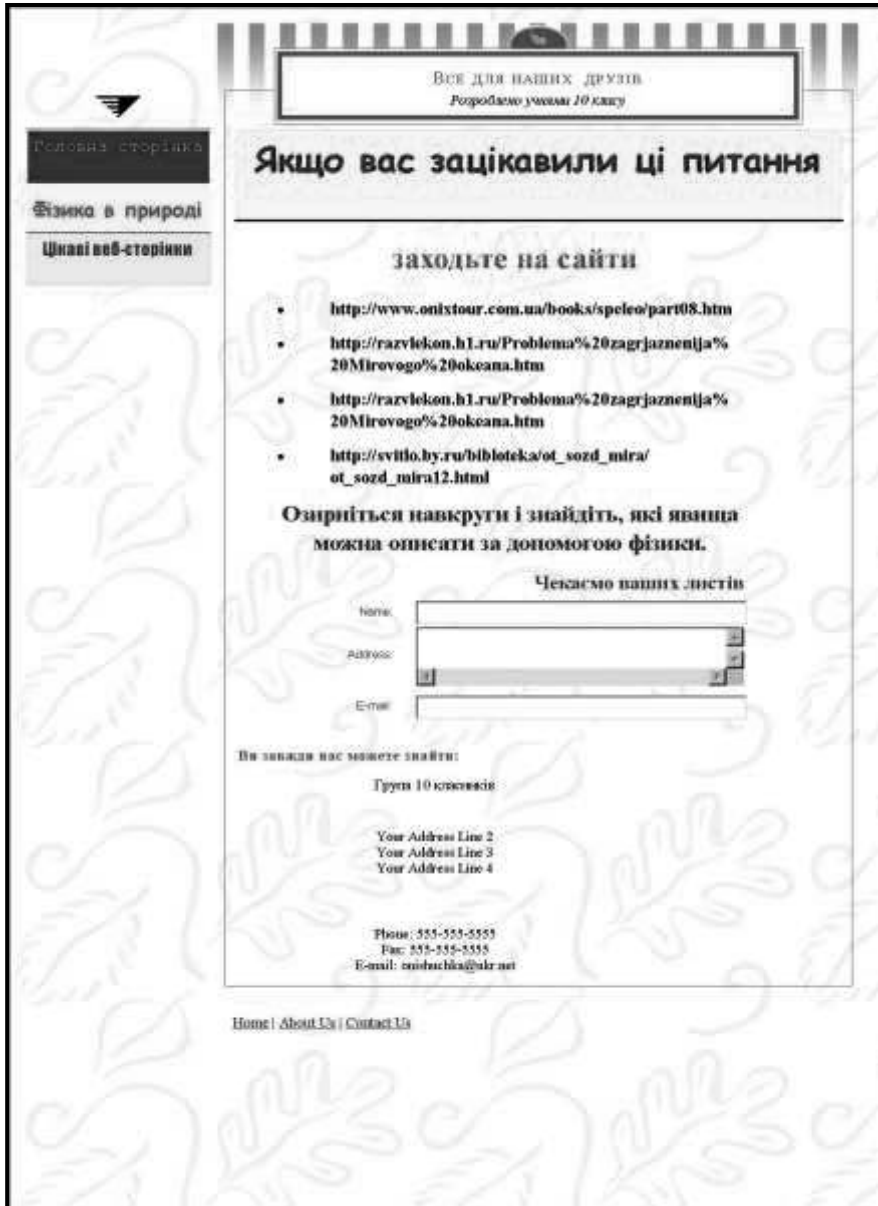 Все для наших друзів
Розроблено учнями 10 класу
Головна сторінка
Фізика в природі
Цікаві веб-сторінки
Якщо вас зацікавили ці питання
заходьте на сайти
• http://www.onixtour.com.ua/books/speleo/part08.htm
• http://razvlekon.h1.ru/Problema%20zagrjaznenija%
20Mirovogo%20okeana.htm
• http://razvlekon.h1.ru/Problema%20zagrjaznenija%
20Mirovogo%20okeana.htm
• http://svitlo.by.ru/bibloteka/ot_sozd_mira/
ot_sozd_mira12.html
Озирніться навкруги і знайдіть, які явища
можна описати за допомогою фізики.
Чекаємо ваших листів
Name:
Address:
E-mail:
Ви завжди нас можете знайти:
Група 10 класників
Your Address Line 2
Your Address Line 3
Your Address Line 4
Phone: 555-555-5555
Fax: 555-555-5555
E-mail: onishuchka@ukr.net
Home | About Us | Contact Us